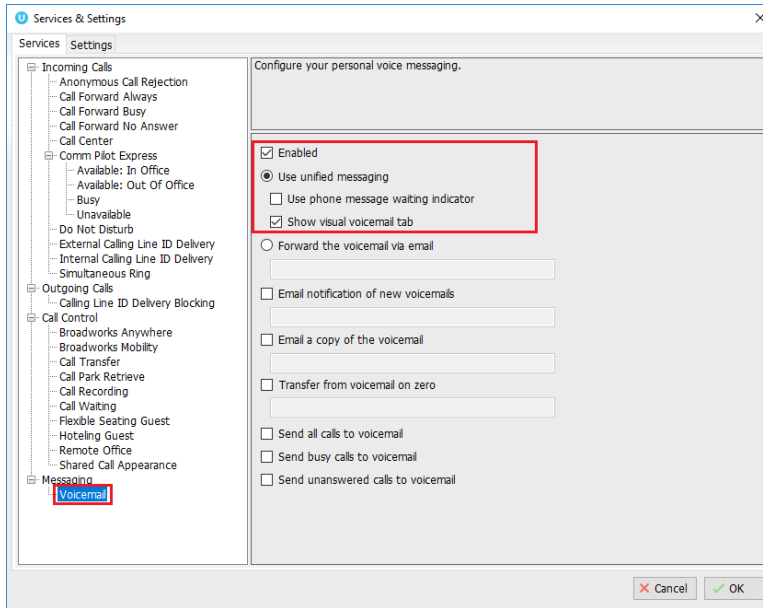 Services & Settings
Services Settings
Incoming Calls
Anonymous Call Rejection
Call Forward Always
Call Forward Busy
Call Forward No Answer
Call Center
Comm Pilot Express
Available: In Office
Available: Out Of Office
Busy
Unavailable
Do Not Disturb
External Calling Line ID Delivery
Internal Calling Line ID Delivery
Simultaneous Ring
Outgoing Calls
Calling Line ID Delivery Blocking
Call Control
Broadworks Anywhere
Broadworks Mobility
Call Transfer
Call Park Retrieve
Call Recording
Call Waiting
Flexible Seating Guest
Hoteling Guest
Remote Office
Shared Call Appearance
Messaging
Voicemail
Configure your personal voice messaging.
Enabled
Use unified messaging
Use phone message waiting indicator
Show visual voicemail tab
Forward the voicemail via email
Email notification of new voicemails
Email a copy of the voicemail
Transfer from voicemail on zero
Send all calls to voicemail
Send busy calls to voicemail
Send unanswered calls to voicemail
Cancel OK